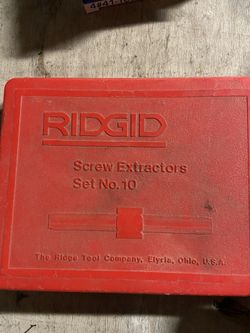 RIDGID
Screw Extractors
Set No. 10
The Ridge Tool Company, Elyria, Ohio, U.S.A.